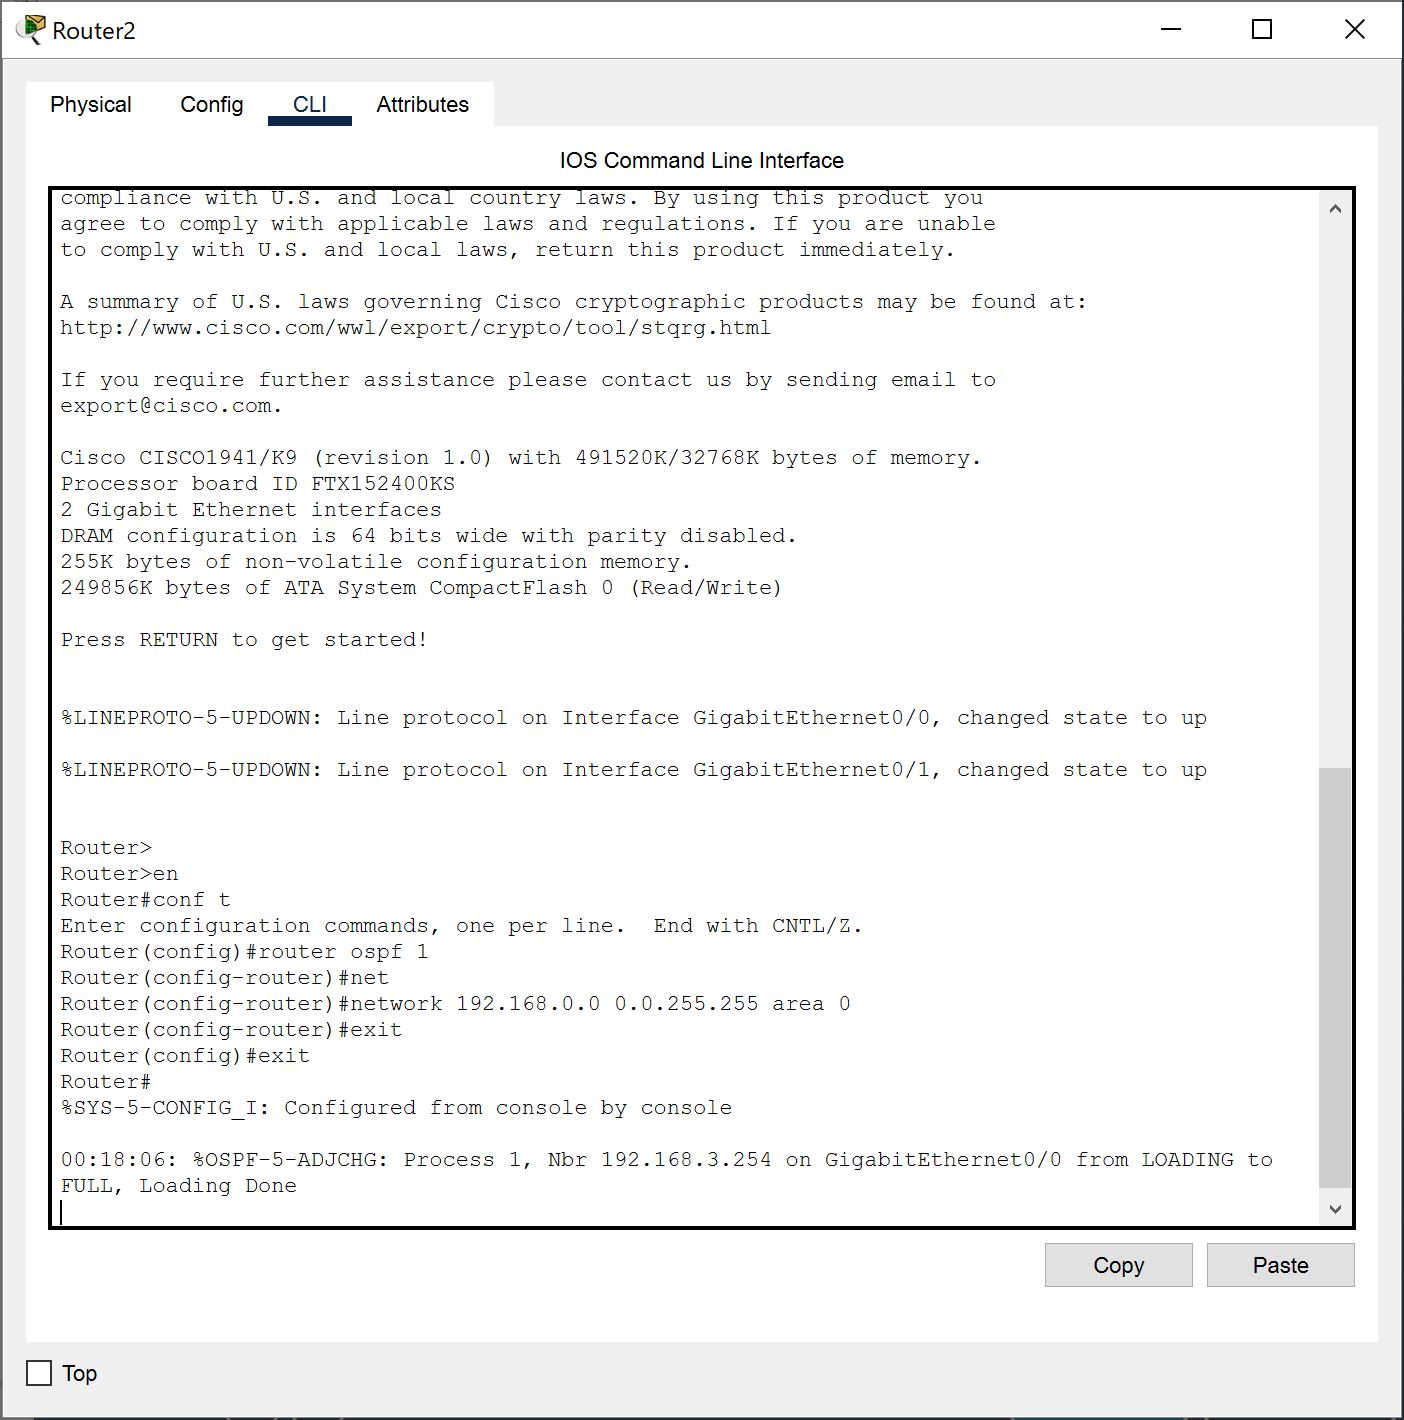 Router2
Physical Config CLI Attributes
IOS Command Line Interface
compliance with U.S. and local country laws. By using this product you
agree to comply with applicable laws and regulations. If you are unable
to comply with U.S. and local laws, return this product immediately.
A summary of U.S. laws governing Cisco cryptographic products may be found at:
http://www.cisco.com/wwl/export/crypto/tool/stqrg.html
If you require further assistance please contact us by sending email to
export@cisco.com.
Cisco CISCO1941/K9 (revision 1.0) with 491520K/32768K bytes of memory.
Processor board ID FTX152400KS
2 Gigabit Ethernet interfaces
DRAM configuration is 64 bits wide with parity disabled.
255K bytes of non-volatile configuration memory.
249856K bytes of ATA System CompactFlash 0 (Read/Write)
Press RETURN to get started!
%LINEPROTO-5-UPDOWN: Line protocol on Interface GigabitEthernet0/0, changed state to up
%LINEPROTO-5-UPDOWN: Line protocol on Interface GigabitEthernet0/1, changed state to up
Router>
Router>en
Router#conf t
Enter configuration commands, one per line.  End with CNTL/Z.
Router(config)#router ospf 1
Router(config-router)#net
Router(config-router)#network 192.168.0.0 0.0.255.255 area 0
Router(config-router)#exit
Router(config)#exit
Router#
%SYS-5-CONFIG_I: Configured from console by console
00:18:06: %OSPF-5-ADJCHG: Process 1, Nbr 192.168.3.254 on GigabitEthernet0/0 from LOADING to
FULL, Loading Done
Copy Paste
Top